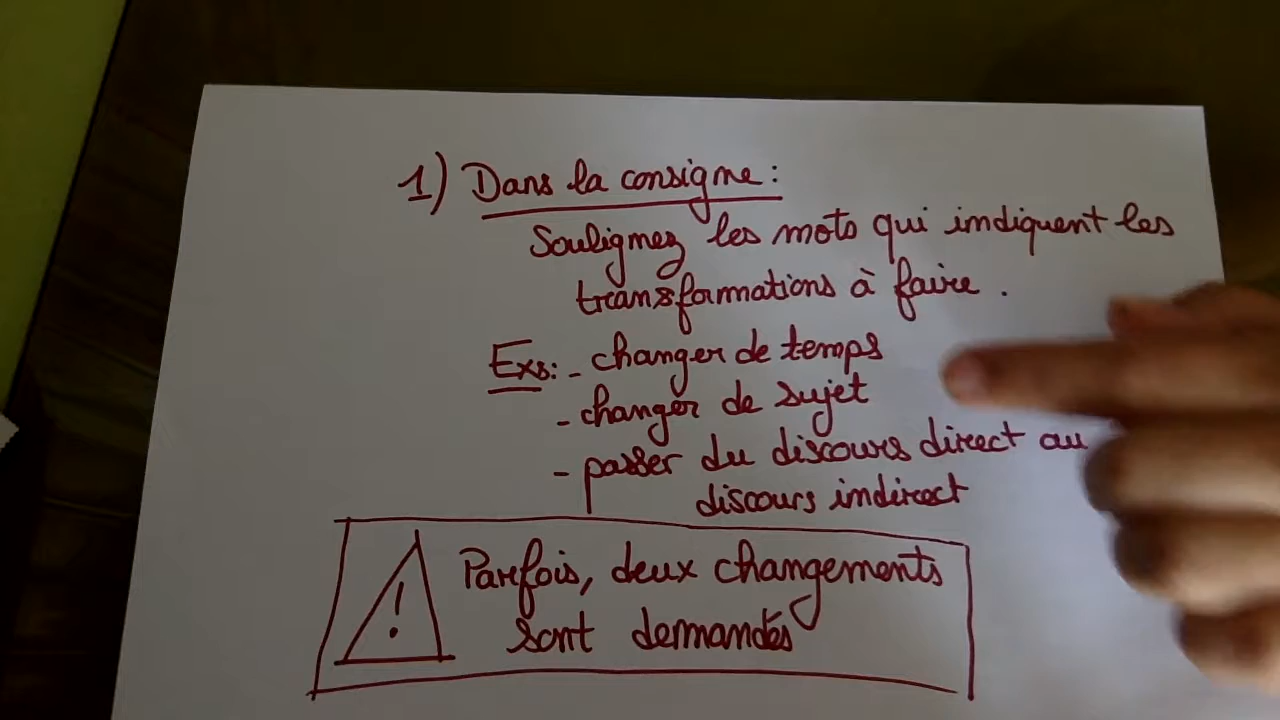 1) Dans la consigne:
Soulignez les mots qui indiquent les
transformations à faire.
Exs: - changer de temps
- changer de sujet
- passer du discours direct au
discours indirect
! Parfois, deux changements
sont demandés